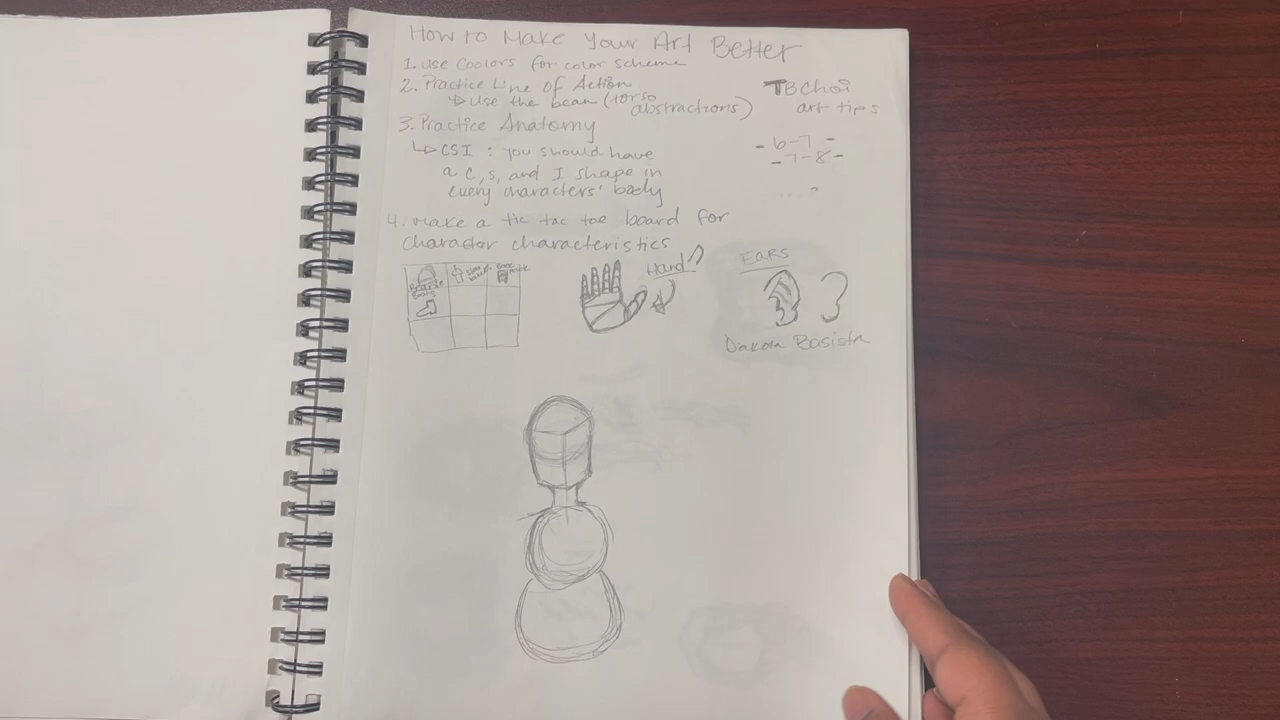 How to Make Your Art Better
1. Use Coolors for color scheme
2. Practice Line of Action
↳ Use the bean (torso
abstractions)
TBChoi
art tips
3. Practice Anatomy
- 6-7 -
- 7-8 -
↳ CSI : you should have
a C, S, and I shape in
every characters' body
4. Make a tic tac toe board for
character characteristics
Hand
EARS
Dakota Basista